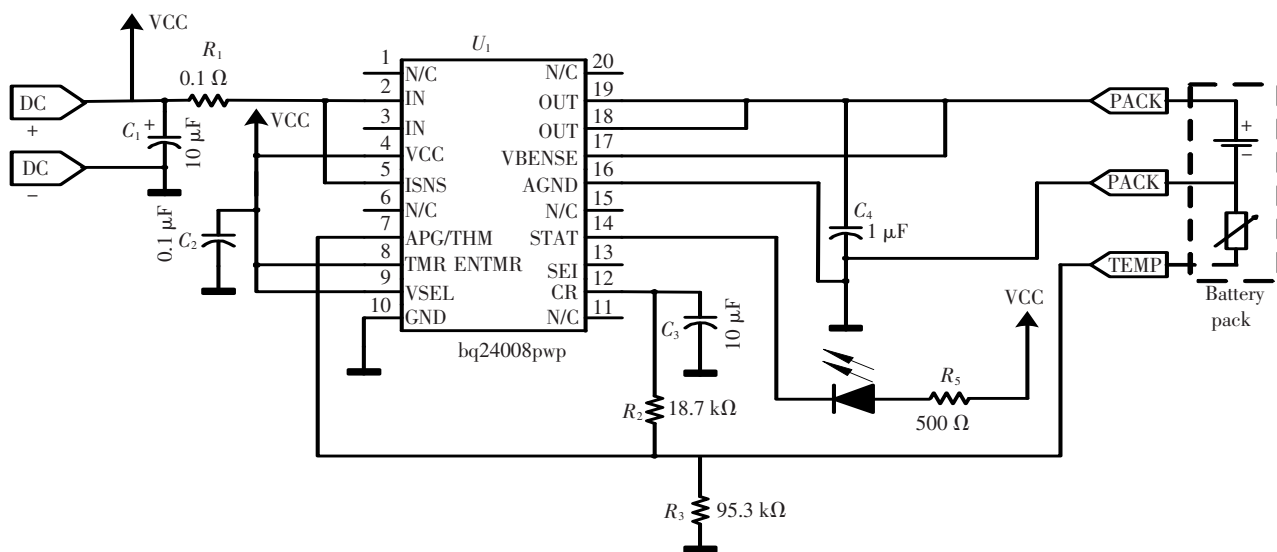 VCC
R1
0.1 Ω
DC
+
DC
−
C1
+
10 μF
VCC
0.1 μF
C2
U1
1
N/C
2
IN
3
IN
4
VCC
5
ISNS
6
N/C
7
APG/THM
8
TMR ENTMR
9
VSEL
10
GND
20
N/C
19
OUT
18
OUT
17
VBENSE
16
AGND
15
N/C
14
STAT
13
SEI
12
CR
11
N/C
bq24008pwp
C3
10 μF
C4
1 μF
R2
18.7 kΩ
R3
95.3 kΩ
R5
500 Ω
VCC
PACK
PACK
TEMP
+
−
Battery
pack